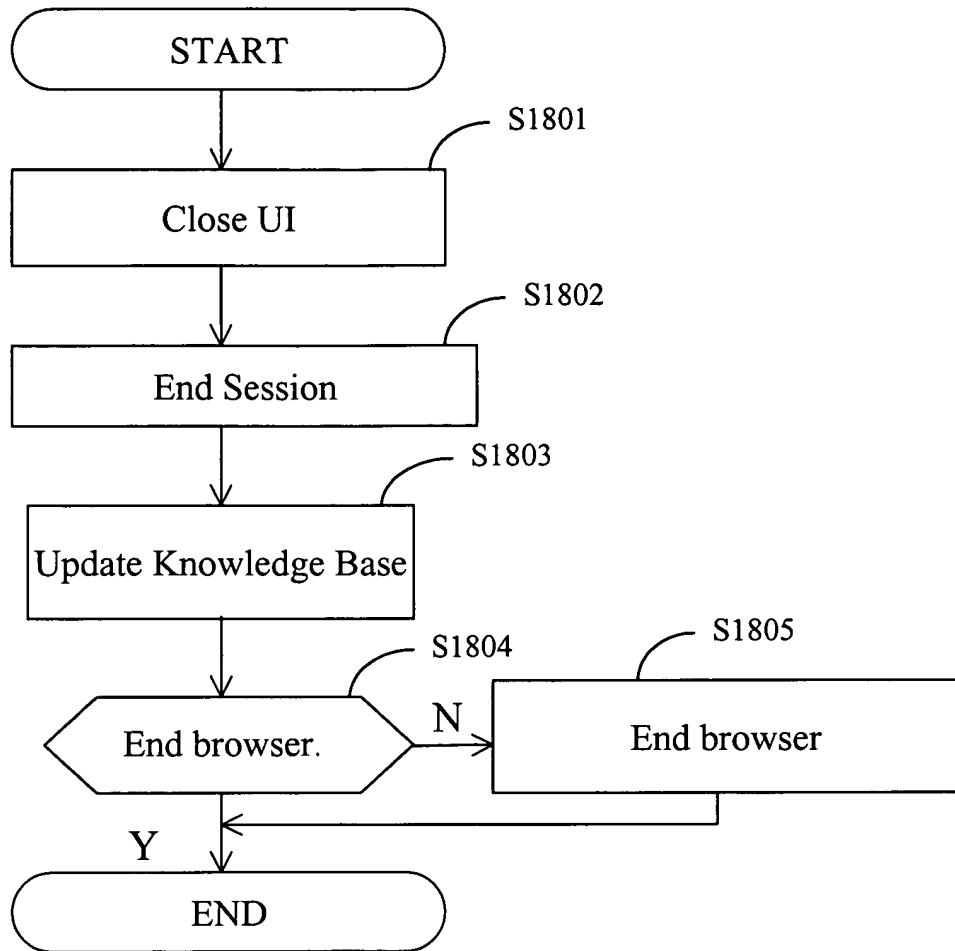 START
S1801
Close UI
S1802
End Session
S1803
Update Knowledge Base
S1804
S1805
End browser.
N
End browser
Y
END